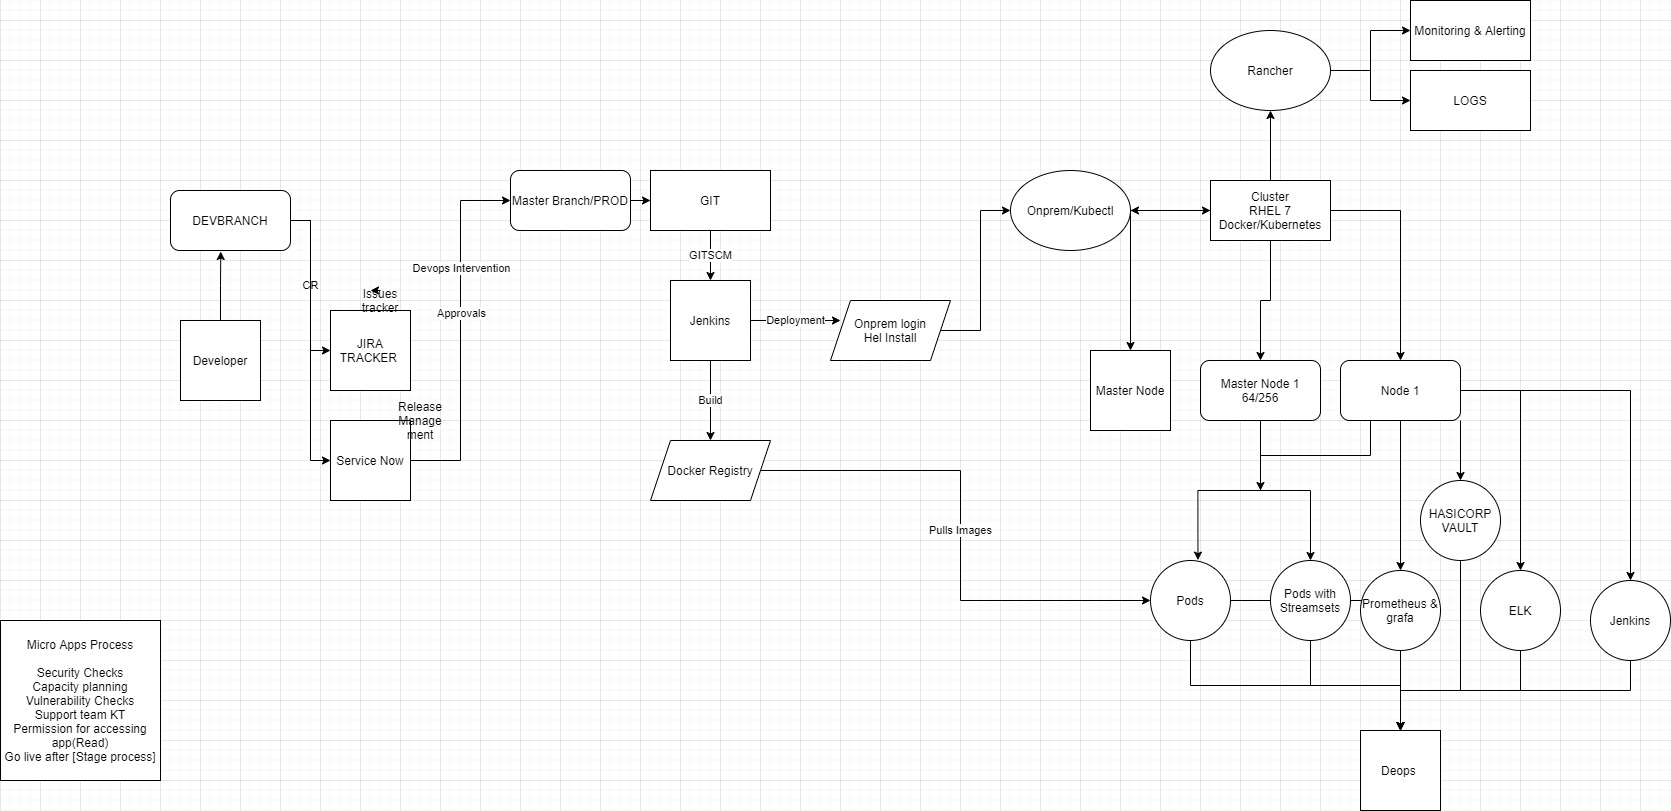 Monitoring & Alerting
Rancher
LOGS
Master Branch/PROD
GIT
Cluster
RHEL 7
Docker/Kubernetes
Onprem/Kubectl
DEVBRANCH
GITSCM
Devops Intervention
CR
Issues
tracker
Approvals
Jenkins
Deployment
Onprem login
Hel Install
JIRA
TRACKER
Developer
Master Node
Master Node 1
64/256
Node 1
Build
Release
Manage
ment
Service Now
Docker Registry
HASICORP
VAULT
Pulls Images
Pods
Pods with
Streamsets
Prometheus &
grafa
ELK
Jenkins
Micro Apps Process
Security Checks
Capacity planning
Vulnerability Checks
Support team KT
Permission for accessing
app(Read)
Go live after [Stage process]
Deops